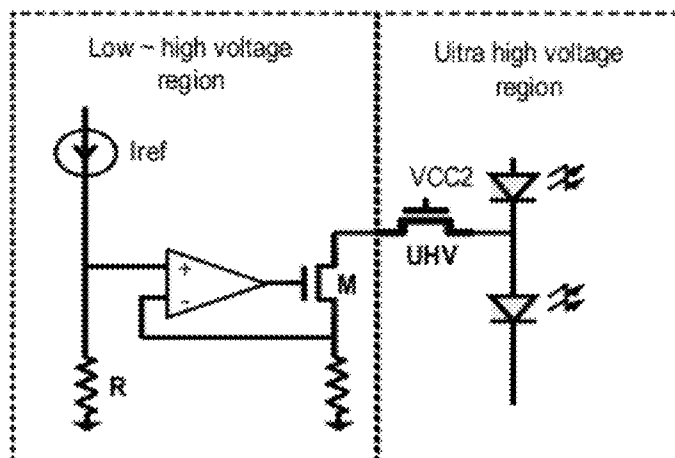 Low ~ high voltage
region
Ultra high voltage
region
Iref
VCC2
UHV
+
M
-
R